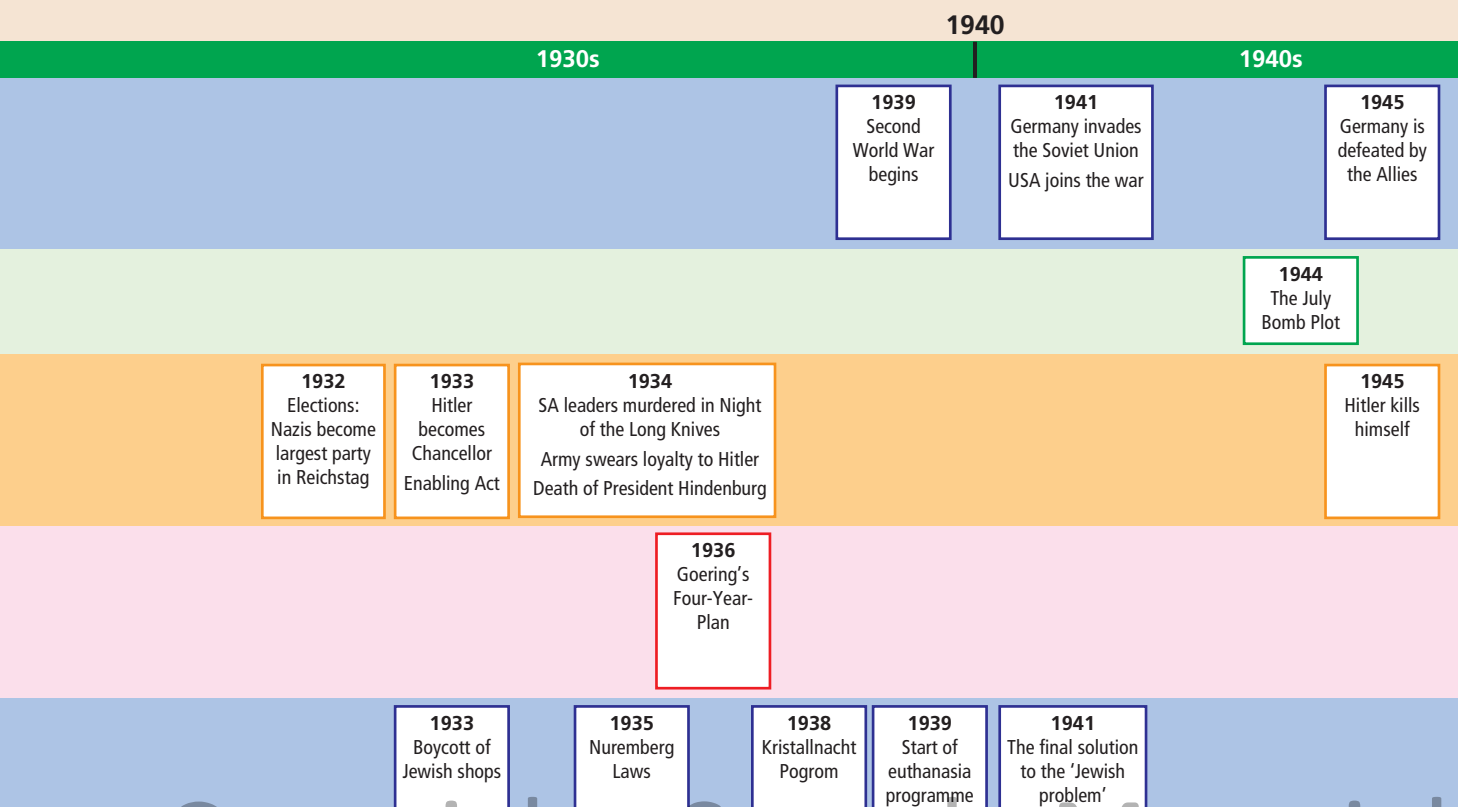 1940
1930s
1940s
1939
Second
World War
begins
1941
Germany invades
the Soviet Union
USA joins the war
1945
Germany is
defeated by
the Allies
1944
The July
Bomb Plot
1932
Elections:
Nazis become
largest party
in Reichstag
1933
Hitler
becomes
Chancellor
Enabling Act
1934
SA leaders murdered in Night
of the Long Knives
Army swears loyalty to Hitler
Death of President Hindenburg
1945
Hitler kills
himself
1936
Goering’s
Four-Year-
Plan
1933
Boycott of
Jewish shops
1935
Nuremberg
Laws
1938
Kristallnacht
Pogrom
1939
Start of
euthanasia
programme
1941
The final solution
to the ‘Jewish
problem’